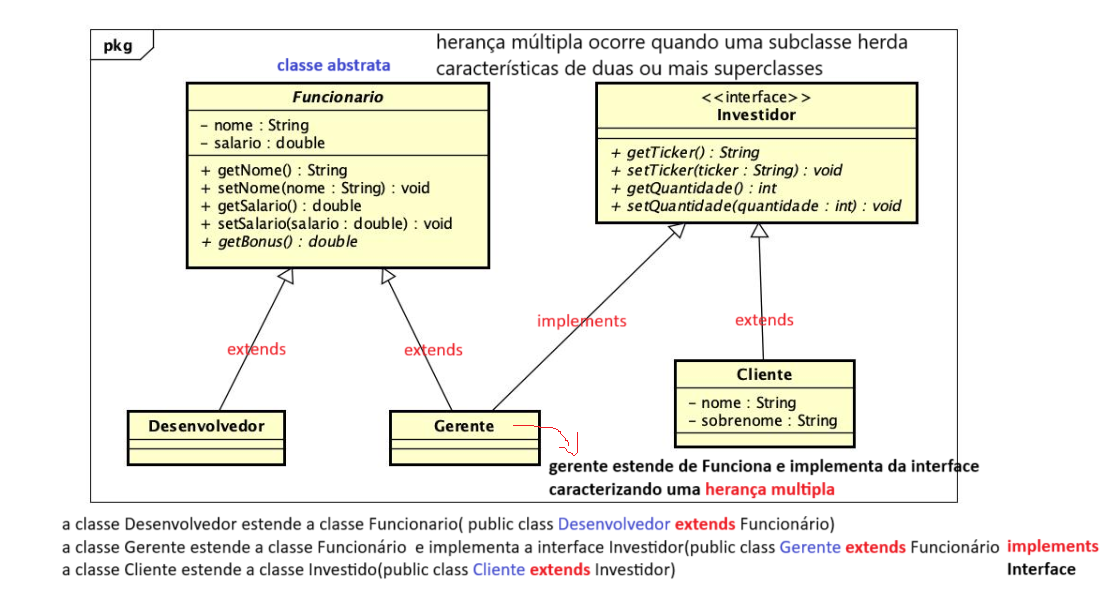 pkg
herança múltipla ocorre quando uma subclasse herda
características de duas ou mais superclasses
classe abstrata
Funcionario
– nome : String
– salario : double
+ getNome() : String
+ setNome(nome : String) : void
+ getSalario() : double
+ setSalario(salario : double) : void
+ getBonus() : double
<<interface>>
Investidor
+ getTicker() : String
+ setTicker(ticker : String) : void
+ getQuantidade() : int
+ setQuantidade(quantidade : int) : void
extends
extends
implements
extends
Desenvolvedor
Gerente
Cliente
– nome : String
– sobrenome : String
gerente estende de Funciona e implementa da interface
caracterizando uma herança multipla
a classe Desenvolvedor estende a classe Funcionario( public class Desenvolvedor extends Funcionário)
a classe Gerente estende a classe Funcionário e implementa a interface Investidor(public class Gerente extends Funcionário implements
Interface
a classe Cliente estende a classe Investido(public class Cliente extends Investidor)